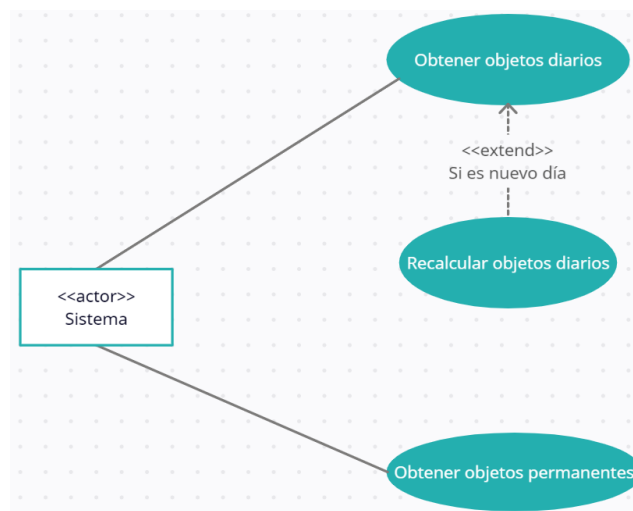 Obtener objetos diarios
<<extend>>
Si es nuevo día
Recalcular objetos diarios
<<actor>>
Sistema
Obtener objetos permanentes